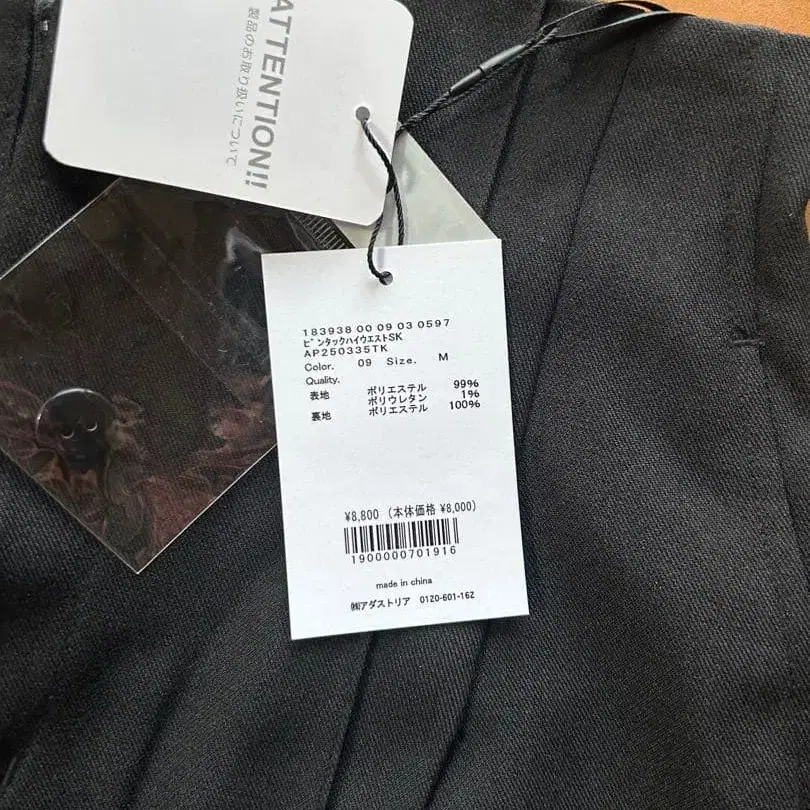 ATTENTION!!
製品のお取り扱いについて
183938 00 09 03 0597
ピンタックハイウエストSK
AP250335TK
Color. 09 Size. M
Quality.
表地 ポリエステル 99%
ポリウレタン 1%
裏地 ポリエステル 100%
¥8,800 (本体価格 ¥8,000)
1900000701916
made in china
㈱アダストリア 0120-601-162